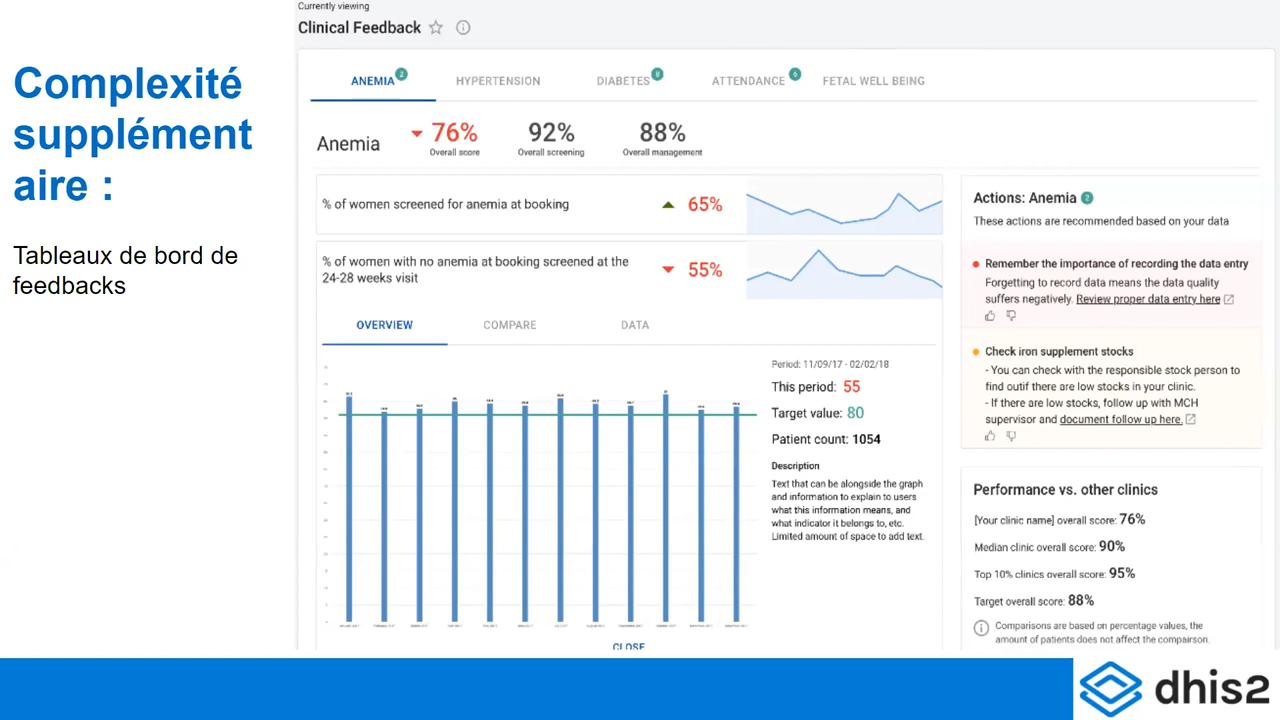 Complexité
supplément
aire :
Tableaux de bord de
feedbacks
Currently viewing
Clinical Feedback
ANEMIA 2
HYPERTENSION
DIABETES
ATTENDANCE
FETAL WELL BEING
Anemia
76%
Overall score
92%
Overall screening
88%
Overall management
% of women screened for anemia at booking
65%
% of women with no anemia at booking screened at the
24-28 weeks visit
55%
OVERVIEW
COMPARE
DATA
Period: 11/09/17 - 02/02/18
This period: 55
Target value: 80
Patient count: 1054
Description
Text that can be alongside the graph
and information to explain to users
what this information means, and
what indicator it belongs to, etc.
Limited amount of space to add text.
CLOSE
Actions: Anemia 2
These actions are recommended based on your data
Remember the importance of recording the data entry
Forgetting to record data means the data quality
suffers negatively. Review proper data entry here
Check iron supplement stocks
- You can check with the responsible stock person to
find outif there are low stocks in your clinic.
- If there are low stocks, follow up with MCH
supervisor and document follow up here.
Performance vs. other clinics
[Your clinic name] overall score: 76%
Median clinic overall score: 90%
Top 10% clinics overall score: 95%
Target overall score: 88%
Comparisons are based on percentage values, the
amount of patients does not affect the compairson.
dhis2